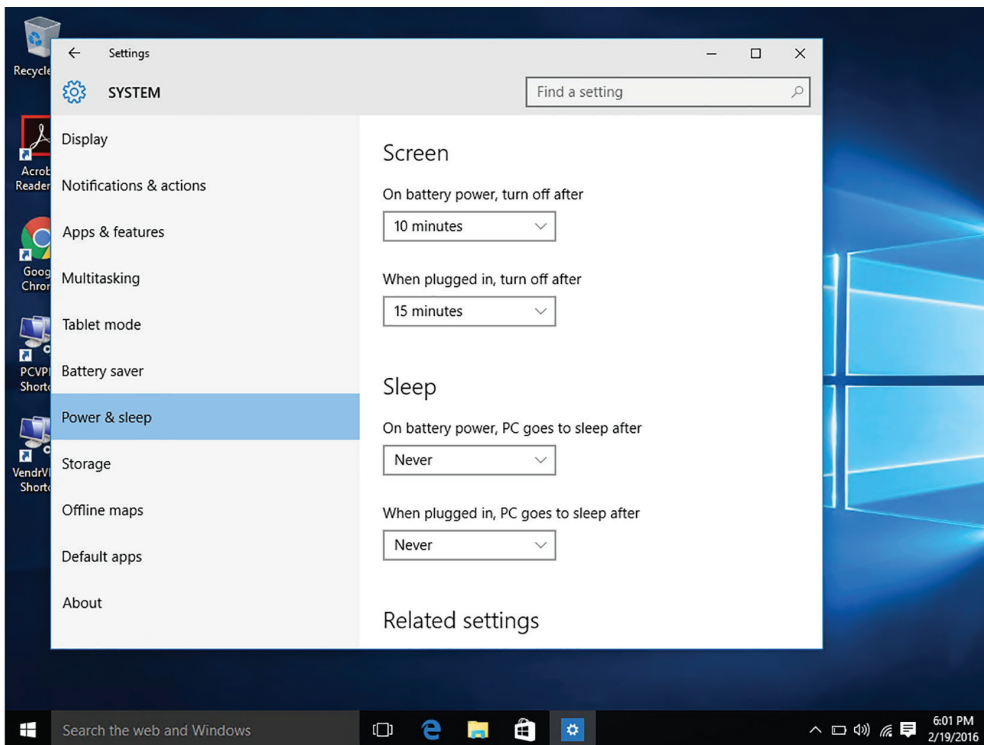 Recycle
Acrob
Reader
Goog
Chror
PCVP
Shorto
VendrVI
Shorto
Settings
SYSTEM
Find a setting
Display
Notifications & actions
Apps & features
Multitasking
Tablet mode
Battery saver
Power & sleep
Storage
Offline maps
Default apps
About
Screen
On battery power, turn off after
10 minutes
When plugged in, turn off after
15 minutes
Sleep
On battery power, PC goes to sleep after
Never
When plugged in, PC goes to sleep after
Never
Related settings
Search the web and Windows
6:01 PM
2/19/2016